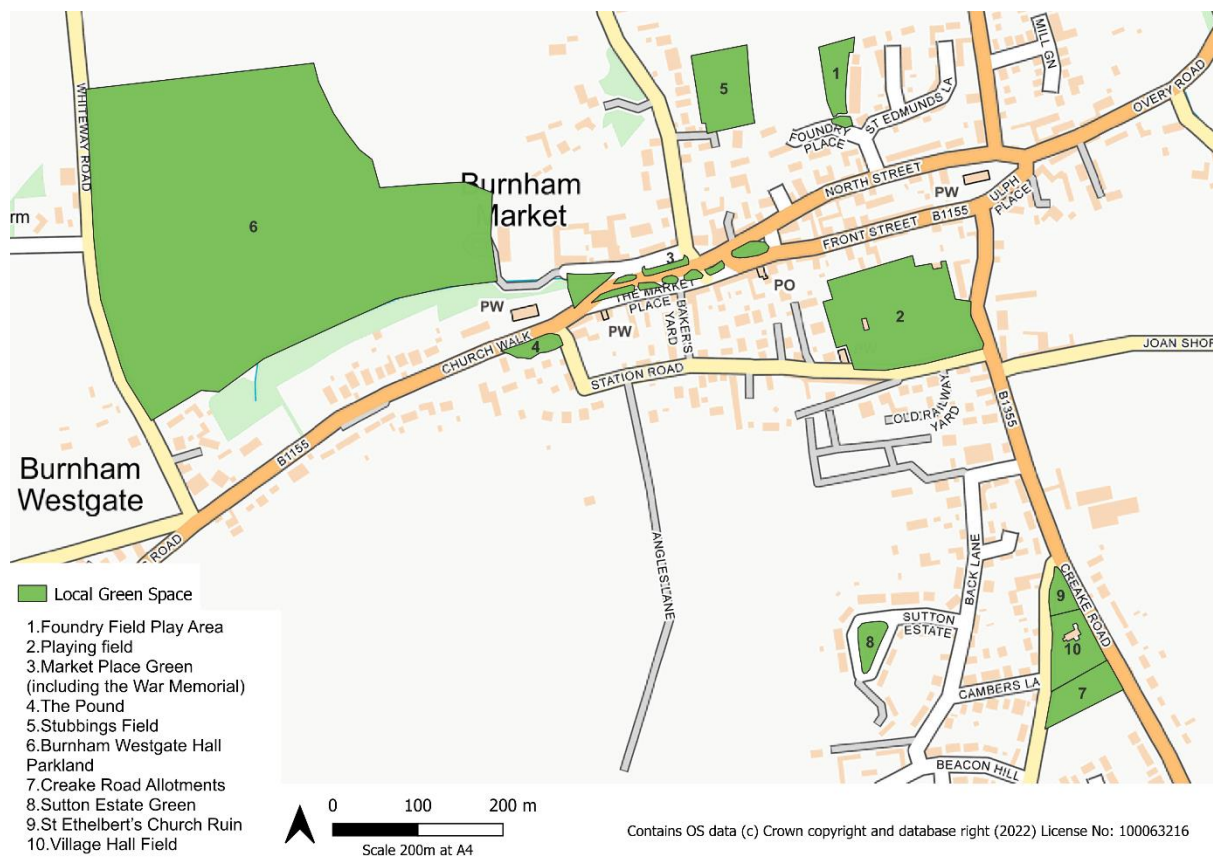 MILL GN
OVERY ROAD
WHITEWAY ROAD
5
1
ST EDMUNDS LA
FOUNDRY
PLACE
NORTH STREET
PW
ULPH
PLACE
Burnham
Market
rm
6
FRONT STREET
B1155
3
THE MARKET
PLACE
PO
PW
PW
BAKER'S
YARD
2
CHURCH WALK
4
STATION ROAD
JOAN SHOR
OLD RAILWAY
YARD
B1355
B1155
Burnham
Westgate
ROAD
ANGLES LANE
BACK LANE
CREAKE ROAD
9
SUTTON
ESTATE
8
10
CAMBERS LA
7
BEACON HILL
Local Green Space
1.Foundry Field Play Area
2.Playing field
3.Market Place Green
(including the War Memorial)
4.The Pound
5.Stubbings Field
6.Burnham Westgate Hall
Parkland
7.Creake Road Allotments
8.Sutton Estate Green
9.St Ethelbert's Church Ruin
10.Village Hall Field
0 100 200 m
Scale 200m at A4
Contains OS data (c) Crown copyright and database right (2022) License No: 100063216